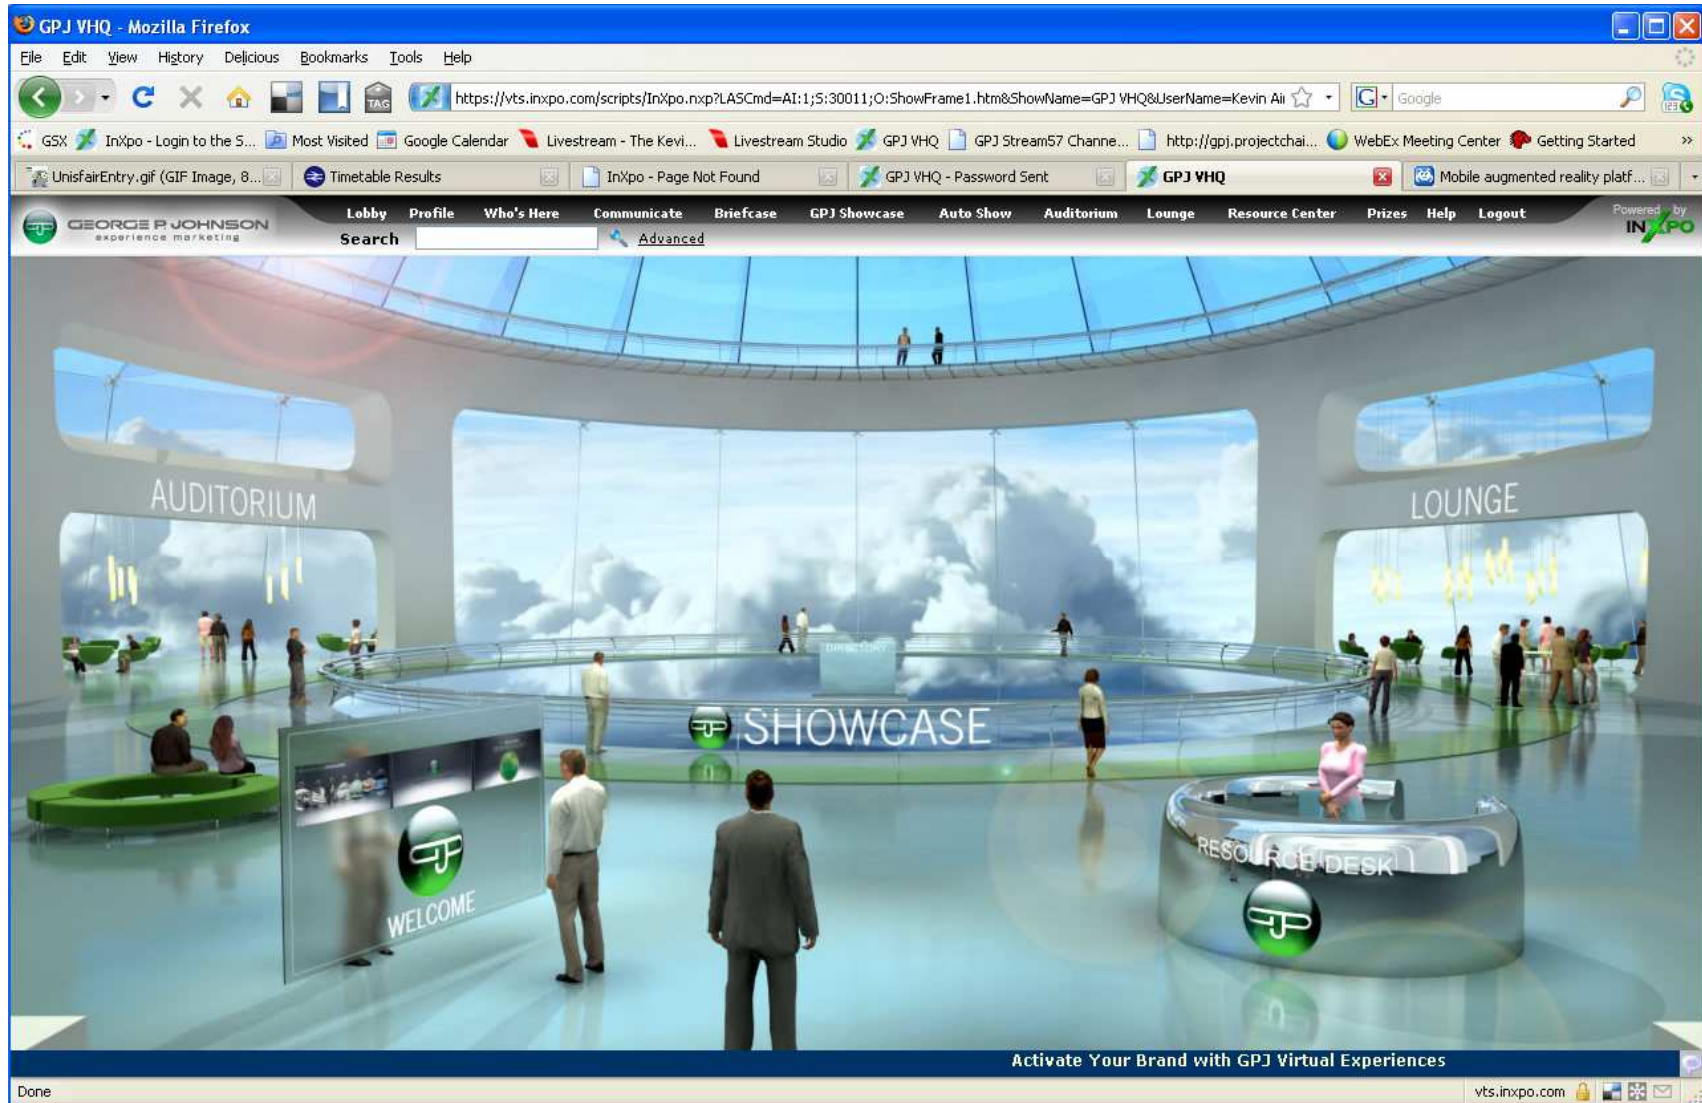 GPJ VHQ - Mozilla Firefox
File Edit View History Delicious Bookmarks Tools Help
TAG https://vts.inxpo.com/scripts/InXpo.nxp?LASCmd=AI:1;S:30011;O:ShowFrame1.htm&ShowName=GPJ VHQ&UserName=Kevin Ai G Google 123
GSX InXpo - Login to the S... Most Visited Google Calendar Livestream - The Kevi... Livestream Studio GPJ VHQ GPJ Stream57 Channe... http://gpj.projectchai... WebEx Meeting Center Getting Started »
UnisfairEntry.gif (GIF Image, 8... Timetable Results InXpo - Page Not Found GPJ VHQ - Password Sent GPJ VHQ Mobile augmented reality platf...
GEORGE P. JOHNSON
experience marketing
Lobby Profile Who's Here Communicate Briefcase GPJ Showcase Auto Show Auditorium Lounge Resource Center Prizes Help Logout
Search Advanced
Powered by
INXPO
AUDITORIUM
LOUNGE
DIRECTORY
SHOWCASE
RESOURCE DESK
WELCOME
Activate Your Brand with GPJ Virtual Experiences
Done vts.inxpo.com